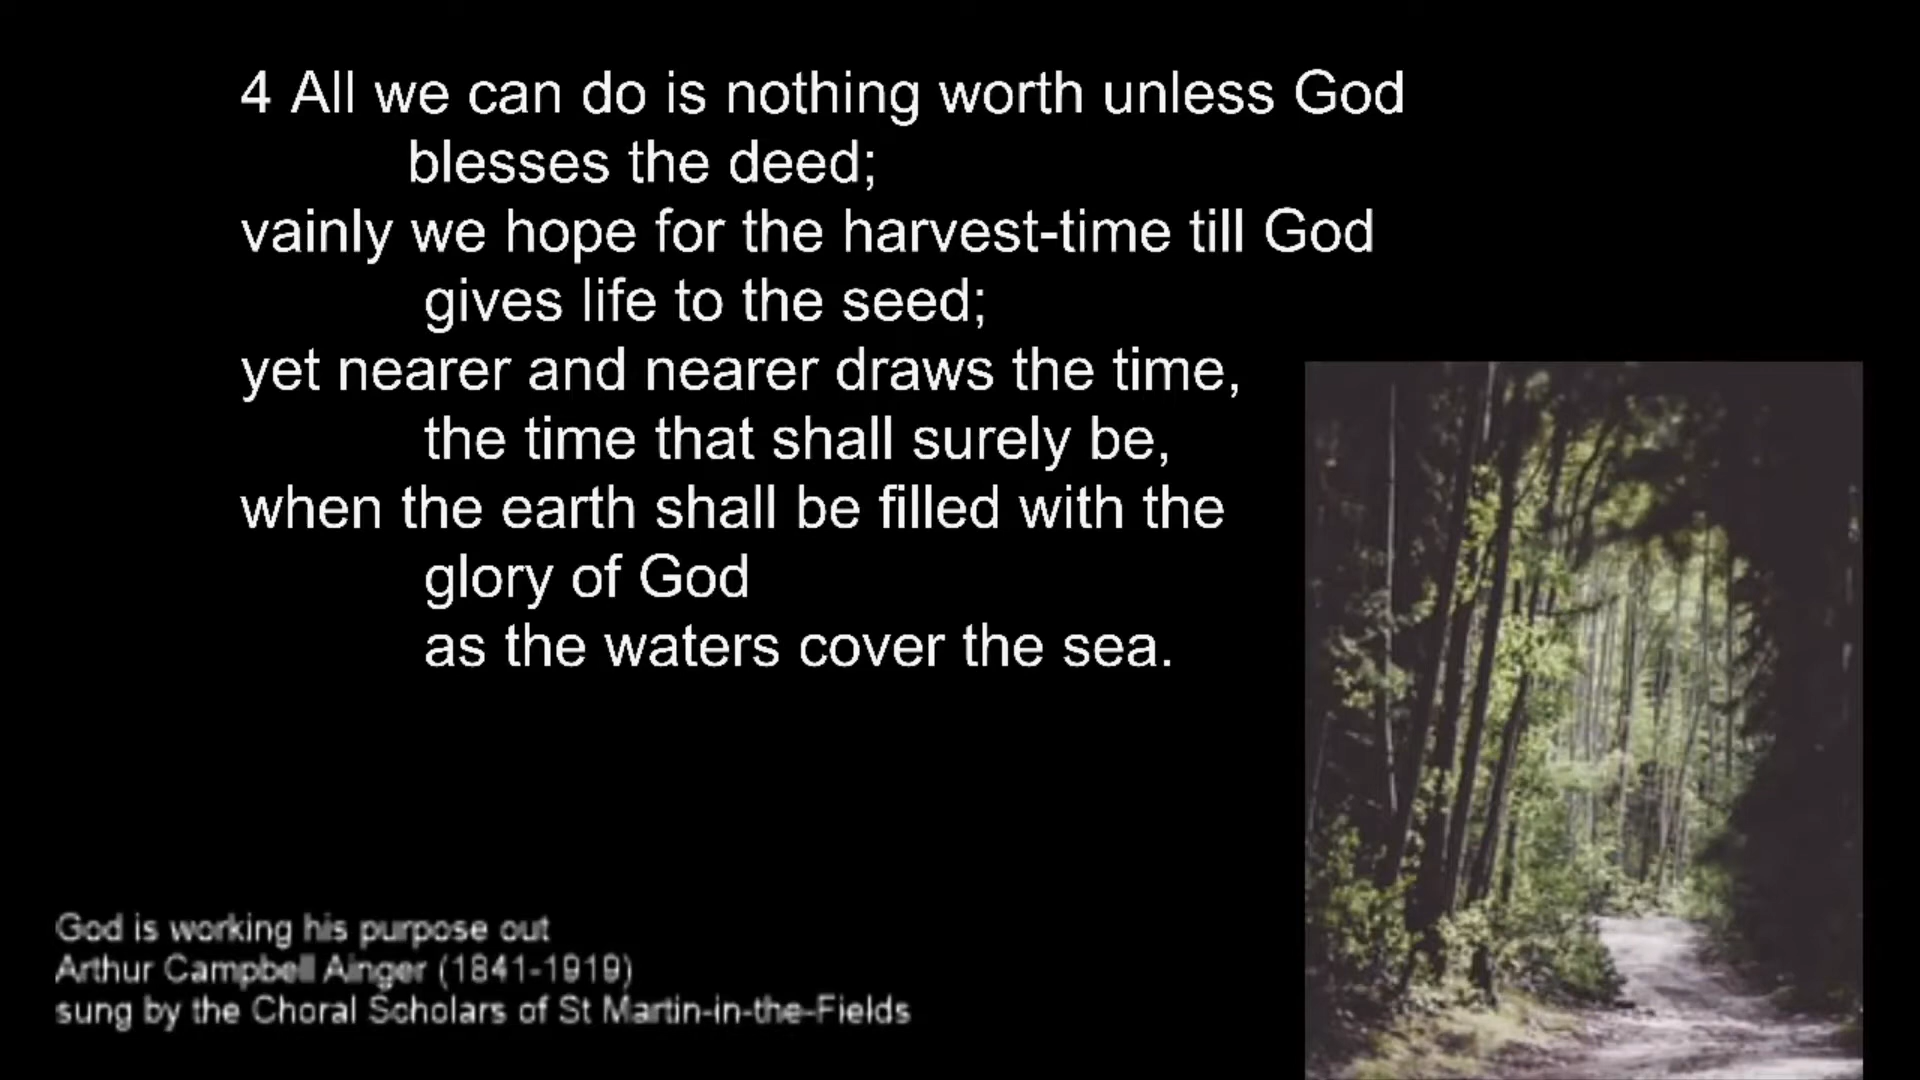 4 All we can do is nothing worth unless God
blesses the deed;
vainly we hope for the harvest-time till God
gives life to the seed;
yet nearer and nearer draws the time,
the time that shall surely be,
when the earth shall be filled with the
glory of God
as the waters cover the sea.
God is working his purpose out
Arthur Campbell Ainger (1841-1919)
sung by the Choral Scholars of St Martin-in-the-Fields